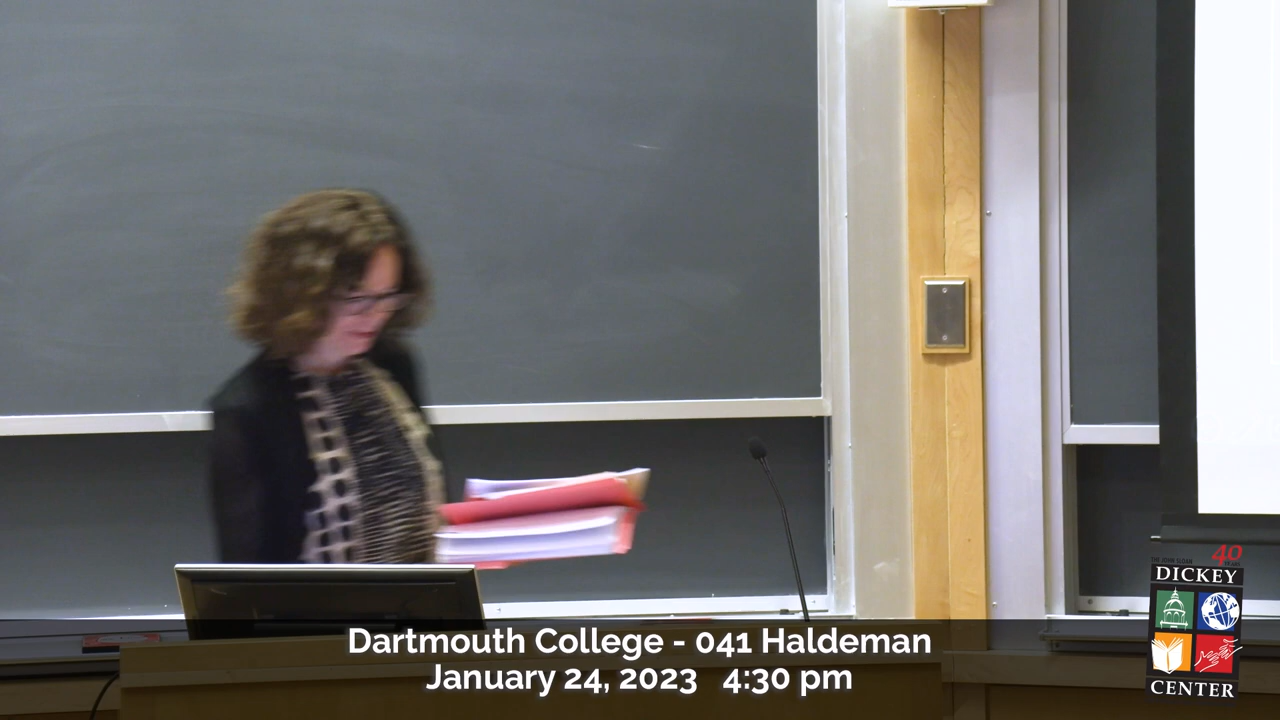 Dartmouth College - 041 Haldeman
January 24, 2023 4:30 pm
40
DICKEY
CENTER